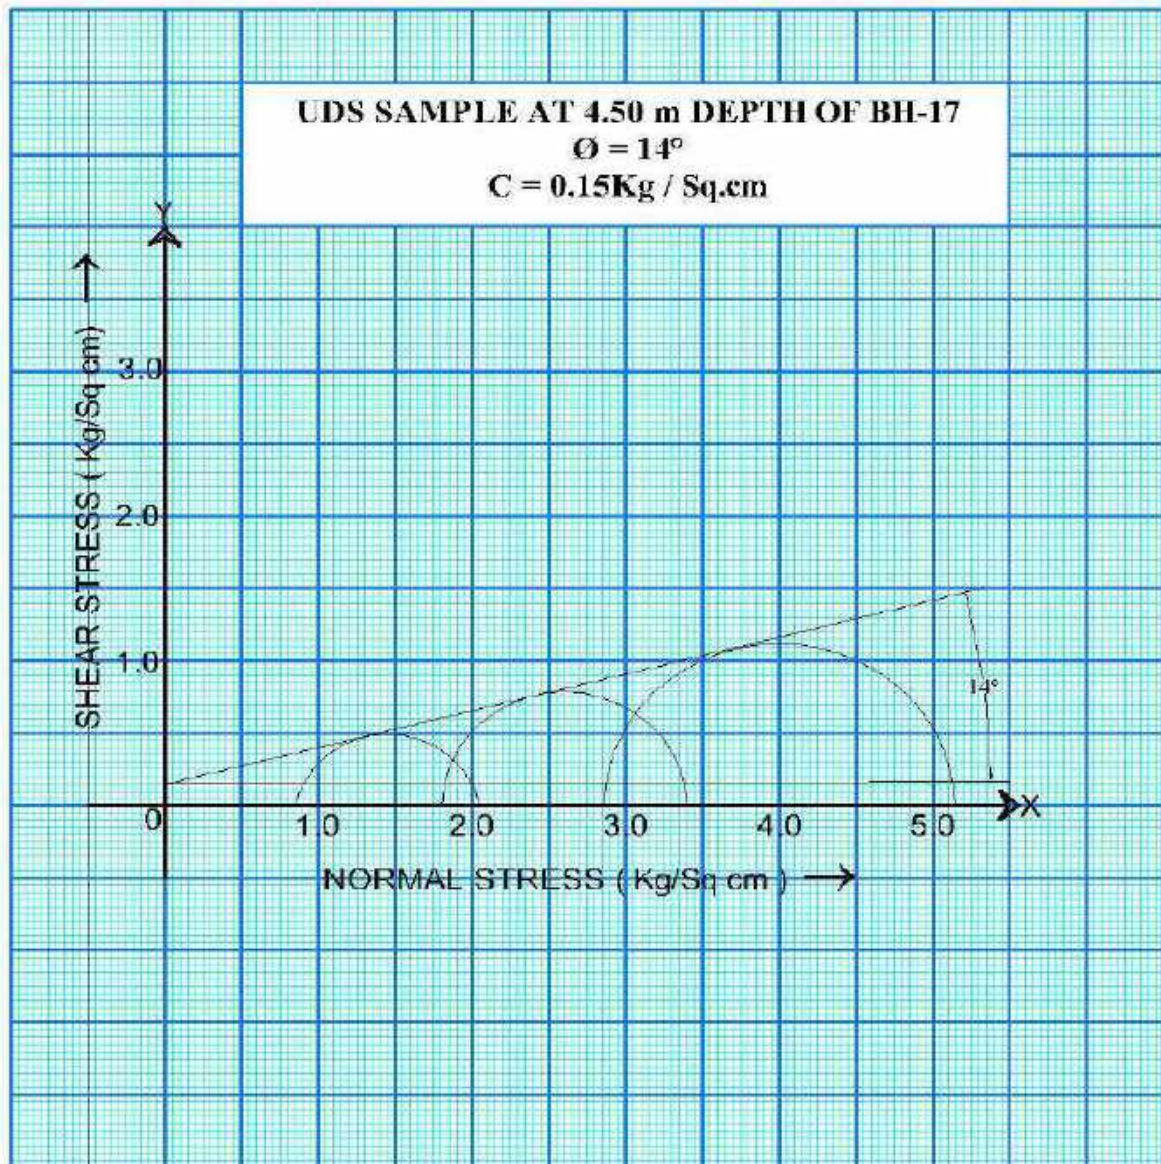 UDS SAMPLE AT 4.50 m DEPTH OF BH-17
Ø = 14°
C = 0.15Kg / Sq.cm
Y
SHEAR STRESS ( Kg/Sq cm)
3.0
2.0
1.0
14°
0
1.0
2.0
3.0
4.0
5.0
X
NORMAL STRESS ( Kg/Sq cm )